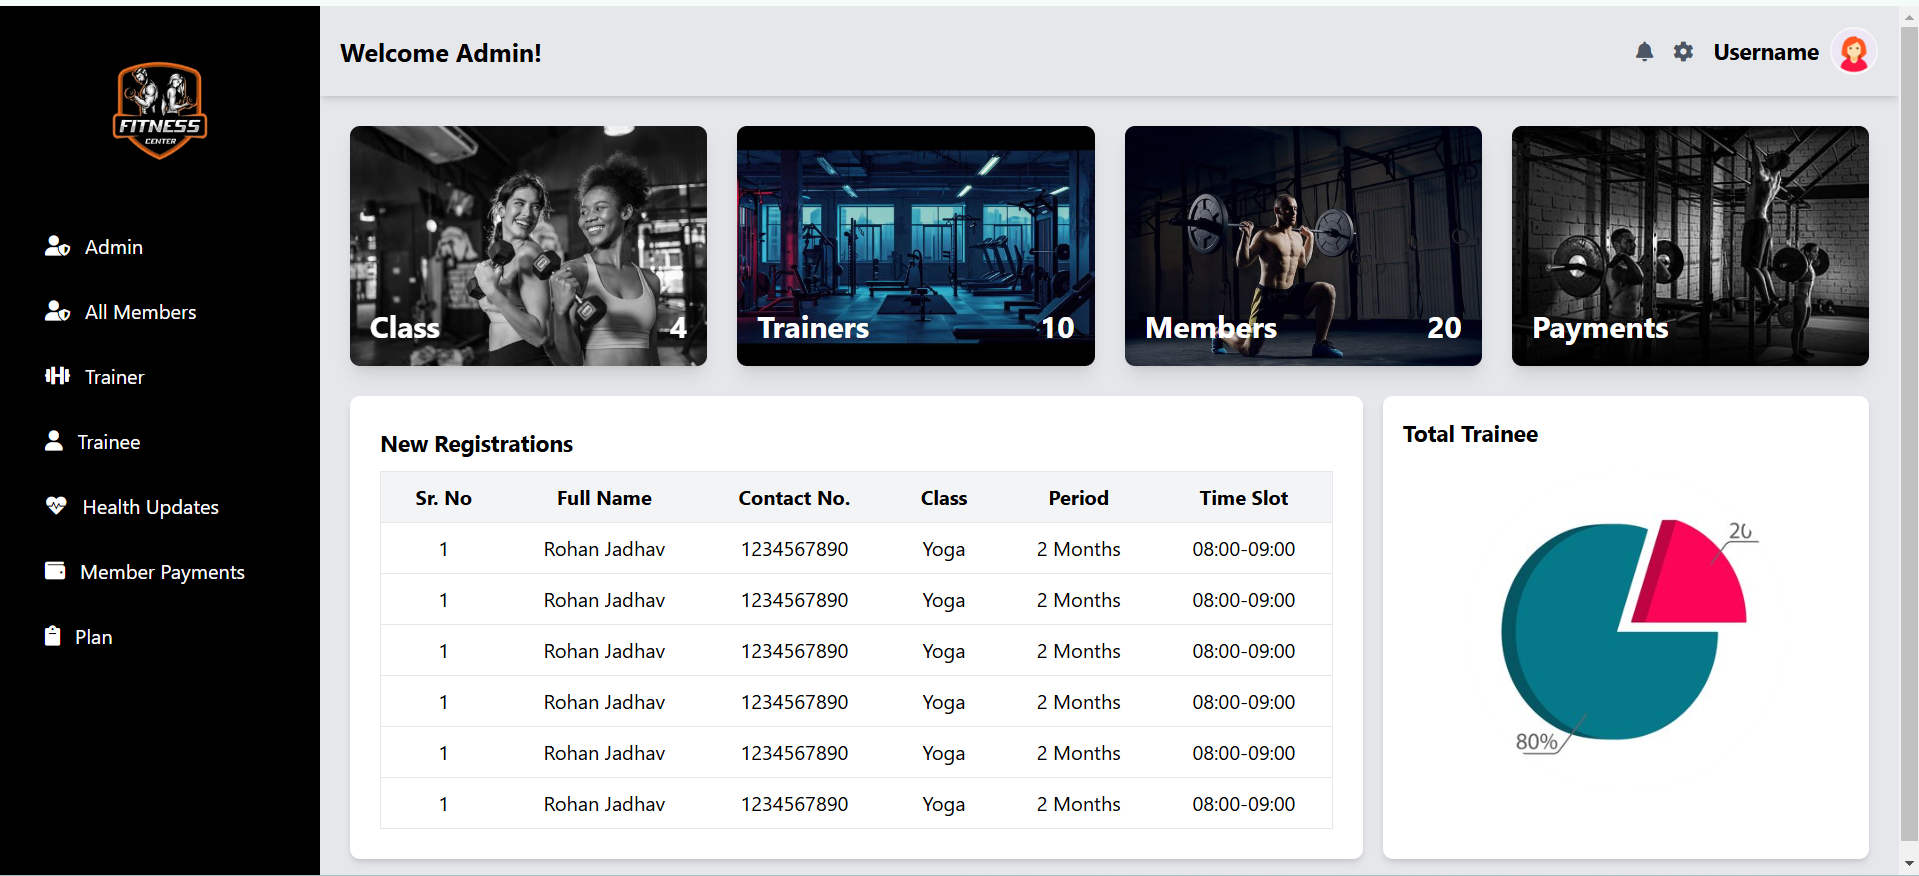 FITNESS
CENTER
Admin
All Members
Trainer
Trainee
Health Updates
Member Payments
Plan
Welcome Admin!
Username
Class 4
Trainers 10
Members 20
Payments
New Registrations
Sr. No Full Name Contact No. Class Period Time Slot
1 Rohan Jadhav 1234567890 Yoga 2 Months 08:00-09:00
1 Rohan Jadhav 1234567890 Yoga 2 Months 08:00-09:00
1 Rohan Jadhav 1234567890 Yoga 2 Months 08:00-09:00
1 Rohan Jadhav 1234567890 Yoga 2 Months 08:00-09:00
1 Rohan Jadhav 1234567890 Yoga 2 Months 08:00-09:00
1 Rohan Jadhav 1234567890 Yoga 2 Months 08:00-09:00
Total Trainee
20
80%